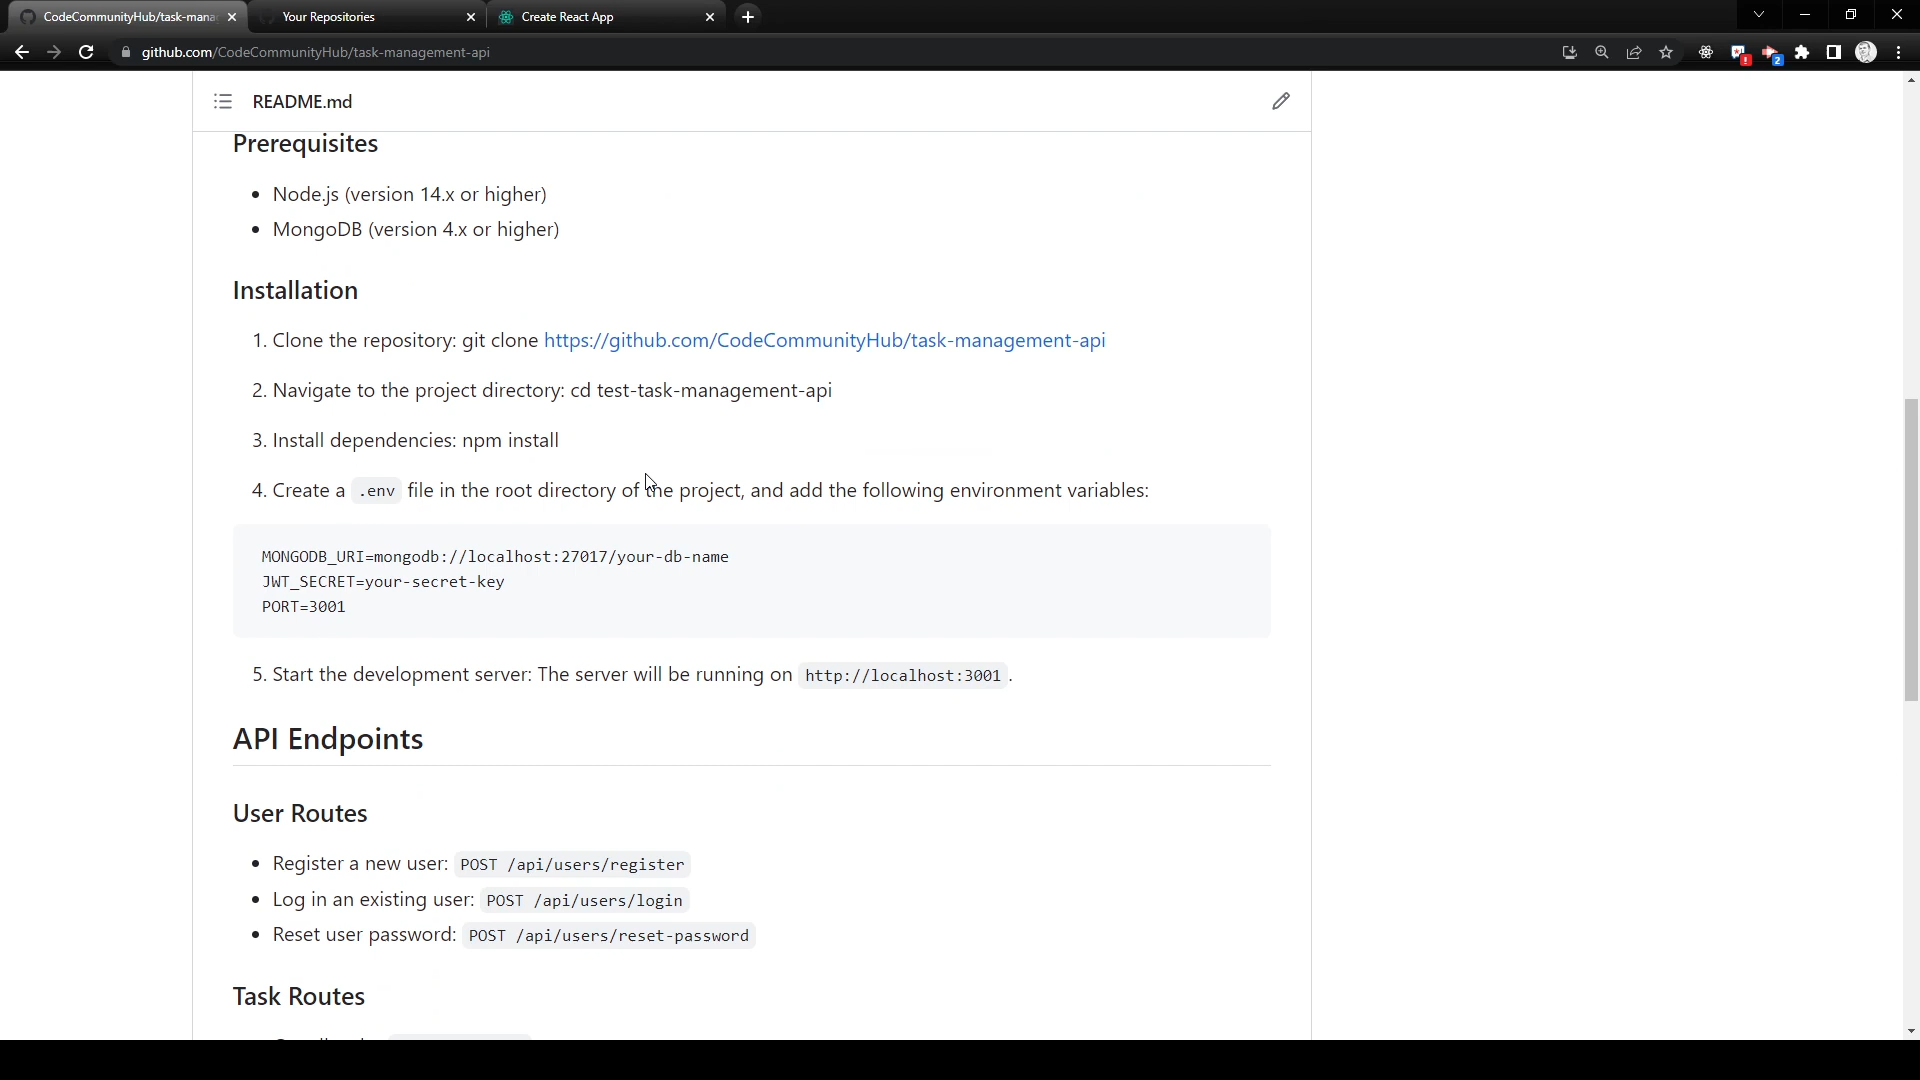 CodeCommunityHub/task-mana
Your Repositories
Create React App
github.com/CodeCommunityHub/task-management-api
!
2
README.md
Prerequisites
• Node.js (version 14.x or higher)
• MongoDB (version 4.x or higher)
Installation
1. Clone the repository: git clone https://github.com/CodeCommunityHub/task-management-api
2. Navigate to the project directory: cd test-task-management-api
3. Install dependencies: npm install
4. Create a .env file in the root directory of the project, and add the following environment variables:
MONGODB_URI=mongodb://localhost:27017/your-db-name
JWT_SECRET=your-secret-key
PORT=3001
5. Start the development server: The server will be running on http://localhost:3001 .
API Endpoints
User Routes
• Register a new user: POST /api/users/register
• Log in an existing user: POST /api/users/login
• Reset user password: POST /api/users/reset-password
Task Routes